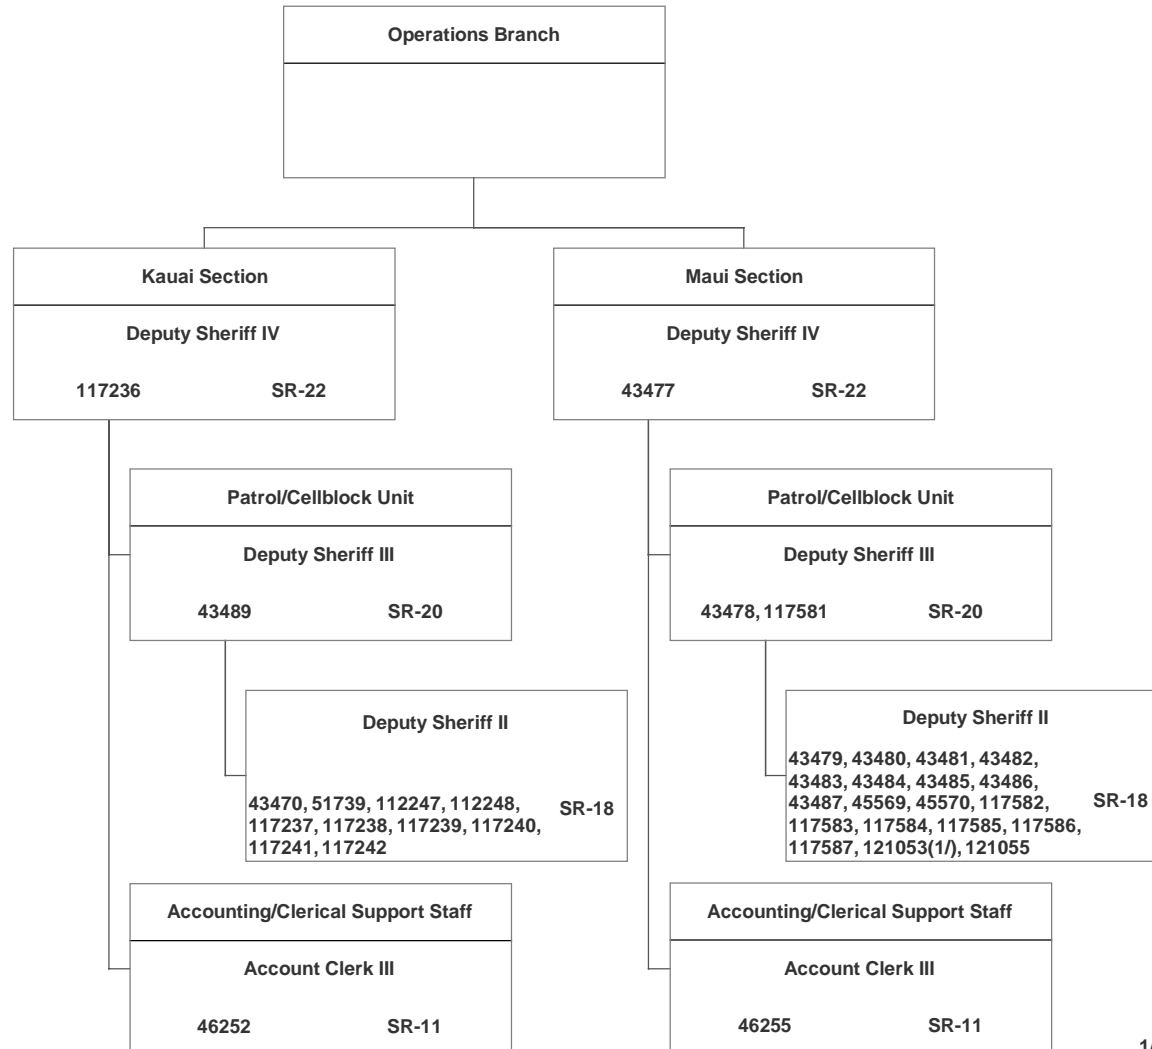 Operations Branch
Kauai Section
Deputy Sheriff IV
117236 SR-22
Maui Section
Deputy Sheriff IV
43477 SR-22
Patrol/Cellblock Unit
Deputy Sheriff III
43489 SR-20
Patrol/Cellblock Unit
Deputy Sheriff III
43478, 117581 SR-20
Deputy Sheriff II
43470, 51739, 112247, 112248,
117237, 117238, 117239, 117240,
117241, 117242
SR-18
Deputy Sheriff II
43479, 43480, 43481, 43482,
43483, 43484, 43485, 43486,
43487, 45569, 45570, 117582,
117583, 117584, 117585, 117586,
117587, 121053(1/), 121055
SR-18
Accounting/Clerical Support Staff
Account Clerk III
46252 SR-11
Accounting/Clerical Support Staff
Account Clerk III
46255 SR-11